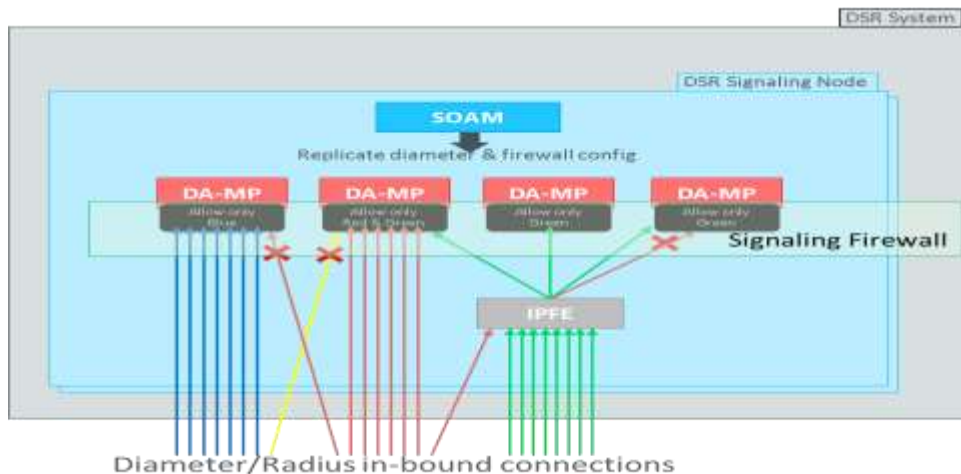 DSR System
DSR Signaling Node
SOAM
Replicate diameter & firewall config
DA-MP
DA-MP
DA-MP
DA-MP
Allow only
Blue
Allow only
Red & Green
Allow only
Green
Allow only
Green
Signaling Firewall
IPFE
Diameter/Radius in-bound connections